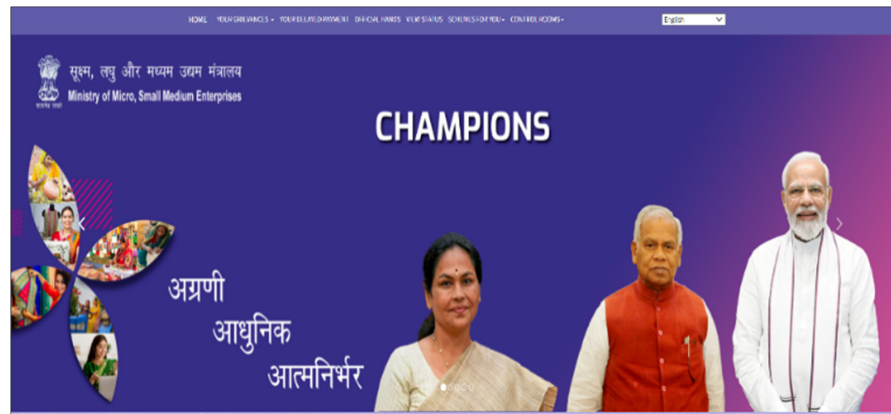 HOME YOUR GRIEVANCES YOUR DELAYED PAYMENT OFFICIAL HANDS VIEW STATUS SCHEMES FOR YOU CONTROL ROOMS English
सूक्ष्म, लघु और मध्यम उद्यम मंत्रालय
Ministry of Micro, Small Medium Enterprises
CHAMPIONS
अग्रणी
आधुनिक
आत्मनिर्भर